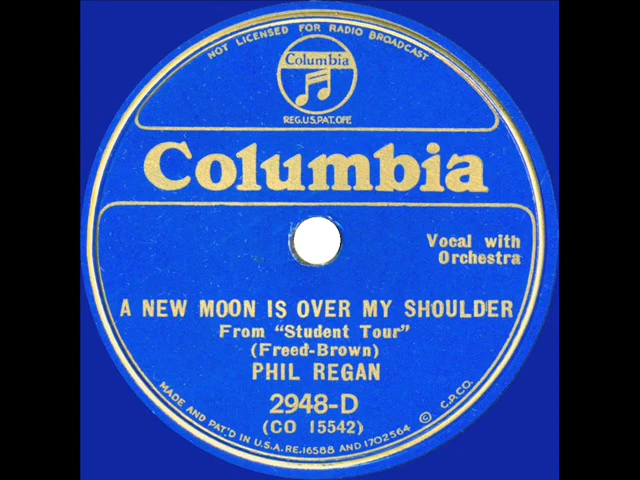 NOT LICENSED FOR RADIO BROADCAST
Columbia
REG.U.S.PAT.OFF.
Columbia
Vocal with
Orchestra
A NEW MOON IS OVER MY SHOULDER
From "Student Tour"
(Freed-Brown)
PHIL REGAN
2948-D
(CO 15542)
MADE AND PAT'D IN U.S.A. RE.16588 AND 1702564 © C.P.CO.